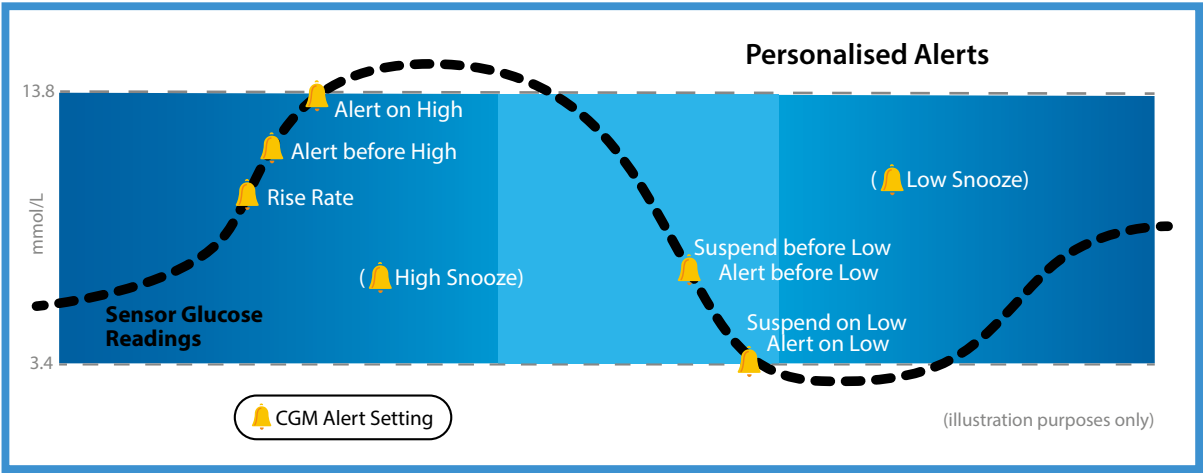 Personalised Alerts
13.8
Alert on High
Alert before High
Rise Rate
(Low Snooze)
mmol/L
(High Snooze)
Suspend before Low
Alert before Low
Sensor Glucose
Readings
Suspend on Low
Alert on Low
3.4
CGM Alert Setting
(illustration purposes only)